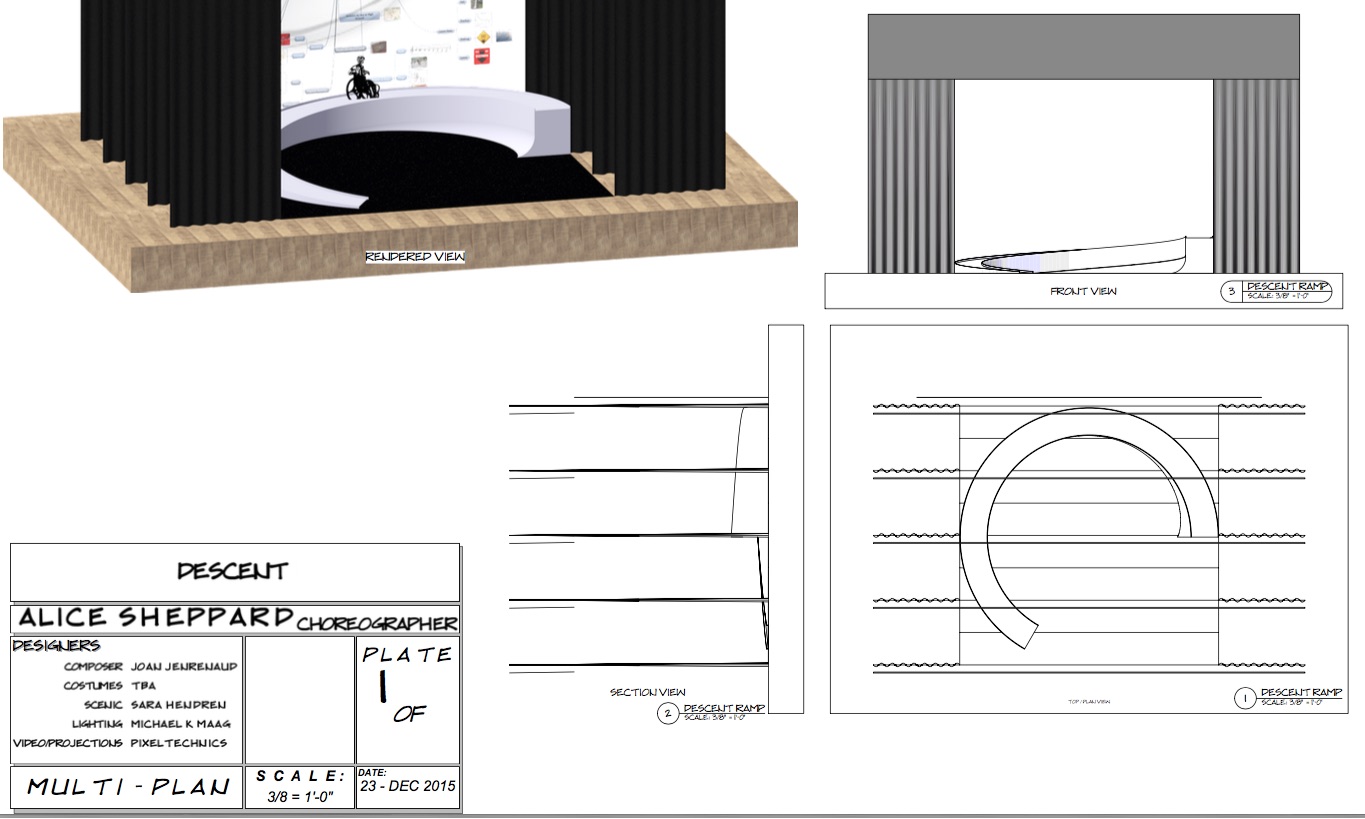 RENDERED VIEW
FRONT VIEW
3
DESCENT RAMP
SCALE: 3/8" = 1'-0"
SECTION VIEW
2
DESCENT RAMP
SCALE: 3/8" = 1'-0"
TOP / PLAN VIEW
1
DESCENT RAMP
SCALE: 3/8" = 1'-0"
DESCENT
ALICE SHEPPARD CHOREOGRAPHER
DESIGNERS
COMPOSER JOAN JENRENAUD
COSTUMES TBA
SCENIC SARA HENDREN
LIGHTING MICHAEL K MAAG
VIDEO/PROJECTIONS PIXELTECHNICS
PLATE
1
OF
MULTI-PLAN
SCALE:
3/8 = 1'-0"
DATE:
23 - DEC 2015